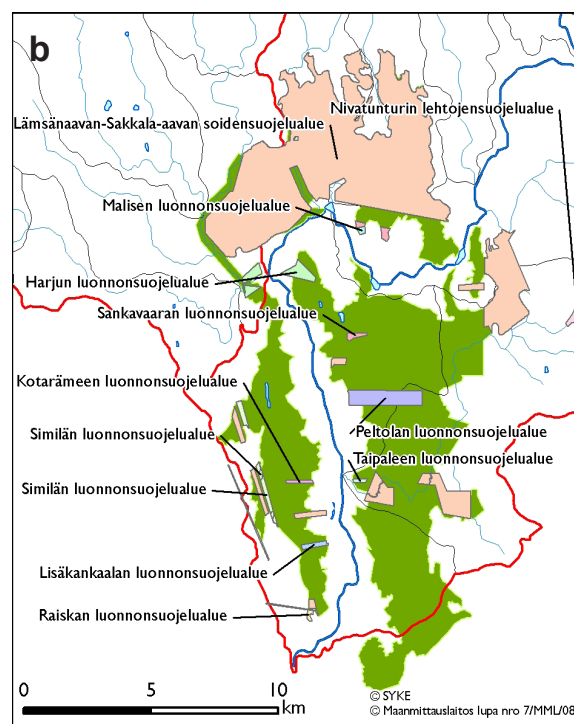 b
Nivatunturin lehtojensuojelualue
Lämsänaavan-Sakkala-aavan soidensuojelualue
Malisen luonnonsuojelualue
Harjun luonnonsuojelualue
Sankavaaran luonnonsuojelualue
Kotarämeen luonnonsuojelualue
Peltolan luonnonsuojelualue
Similän luonnonsuojelualue
Taipaleen luonnonsuojelualue
Similän luonnonsuojelualue
Lisäkankaalan luonnonsuojelualue
Raiskan luonnonsuojelualue
0 5 10
km
© SYKE
© Maanmittauslaitos lupa nro 7/MML/08